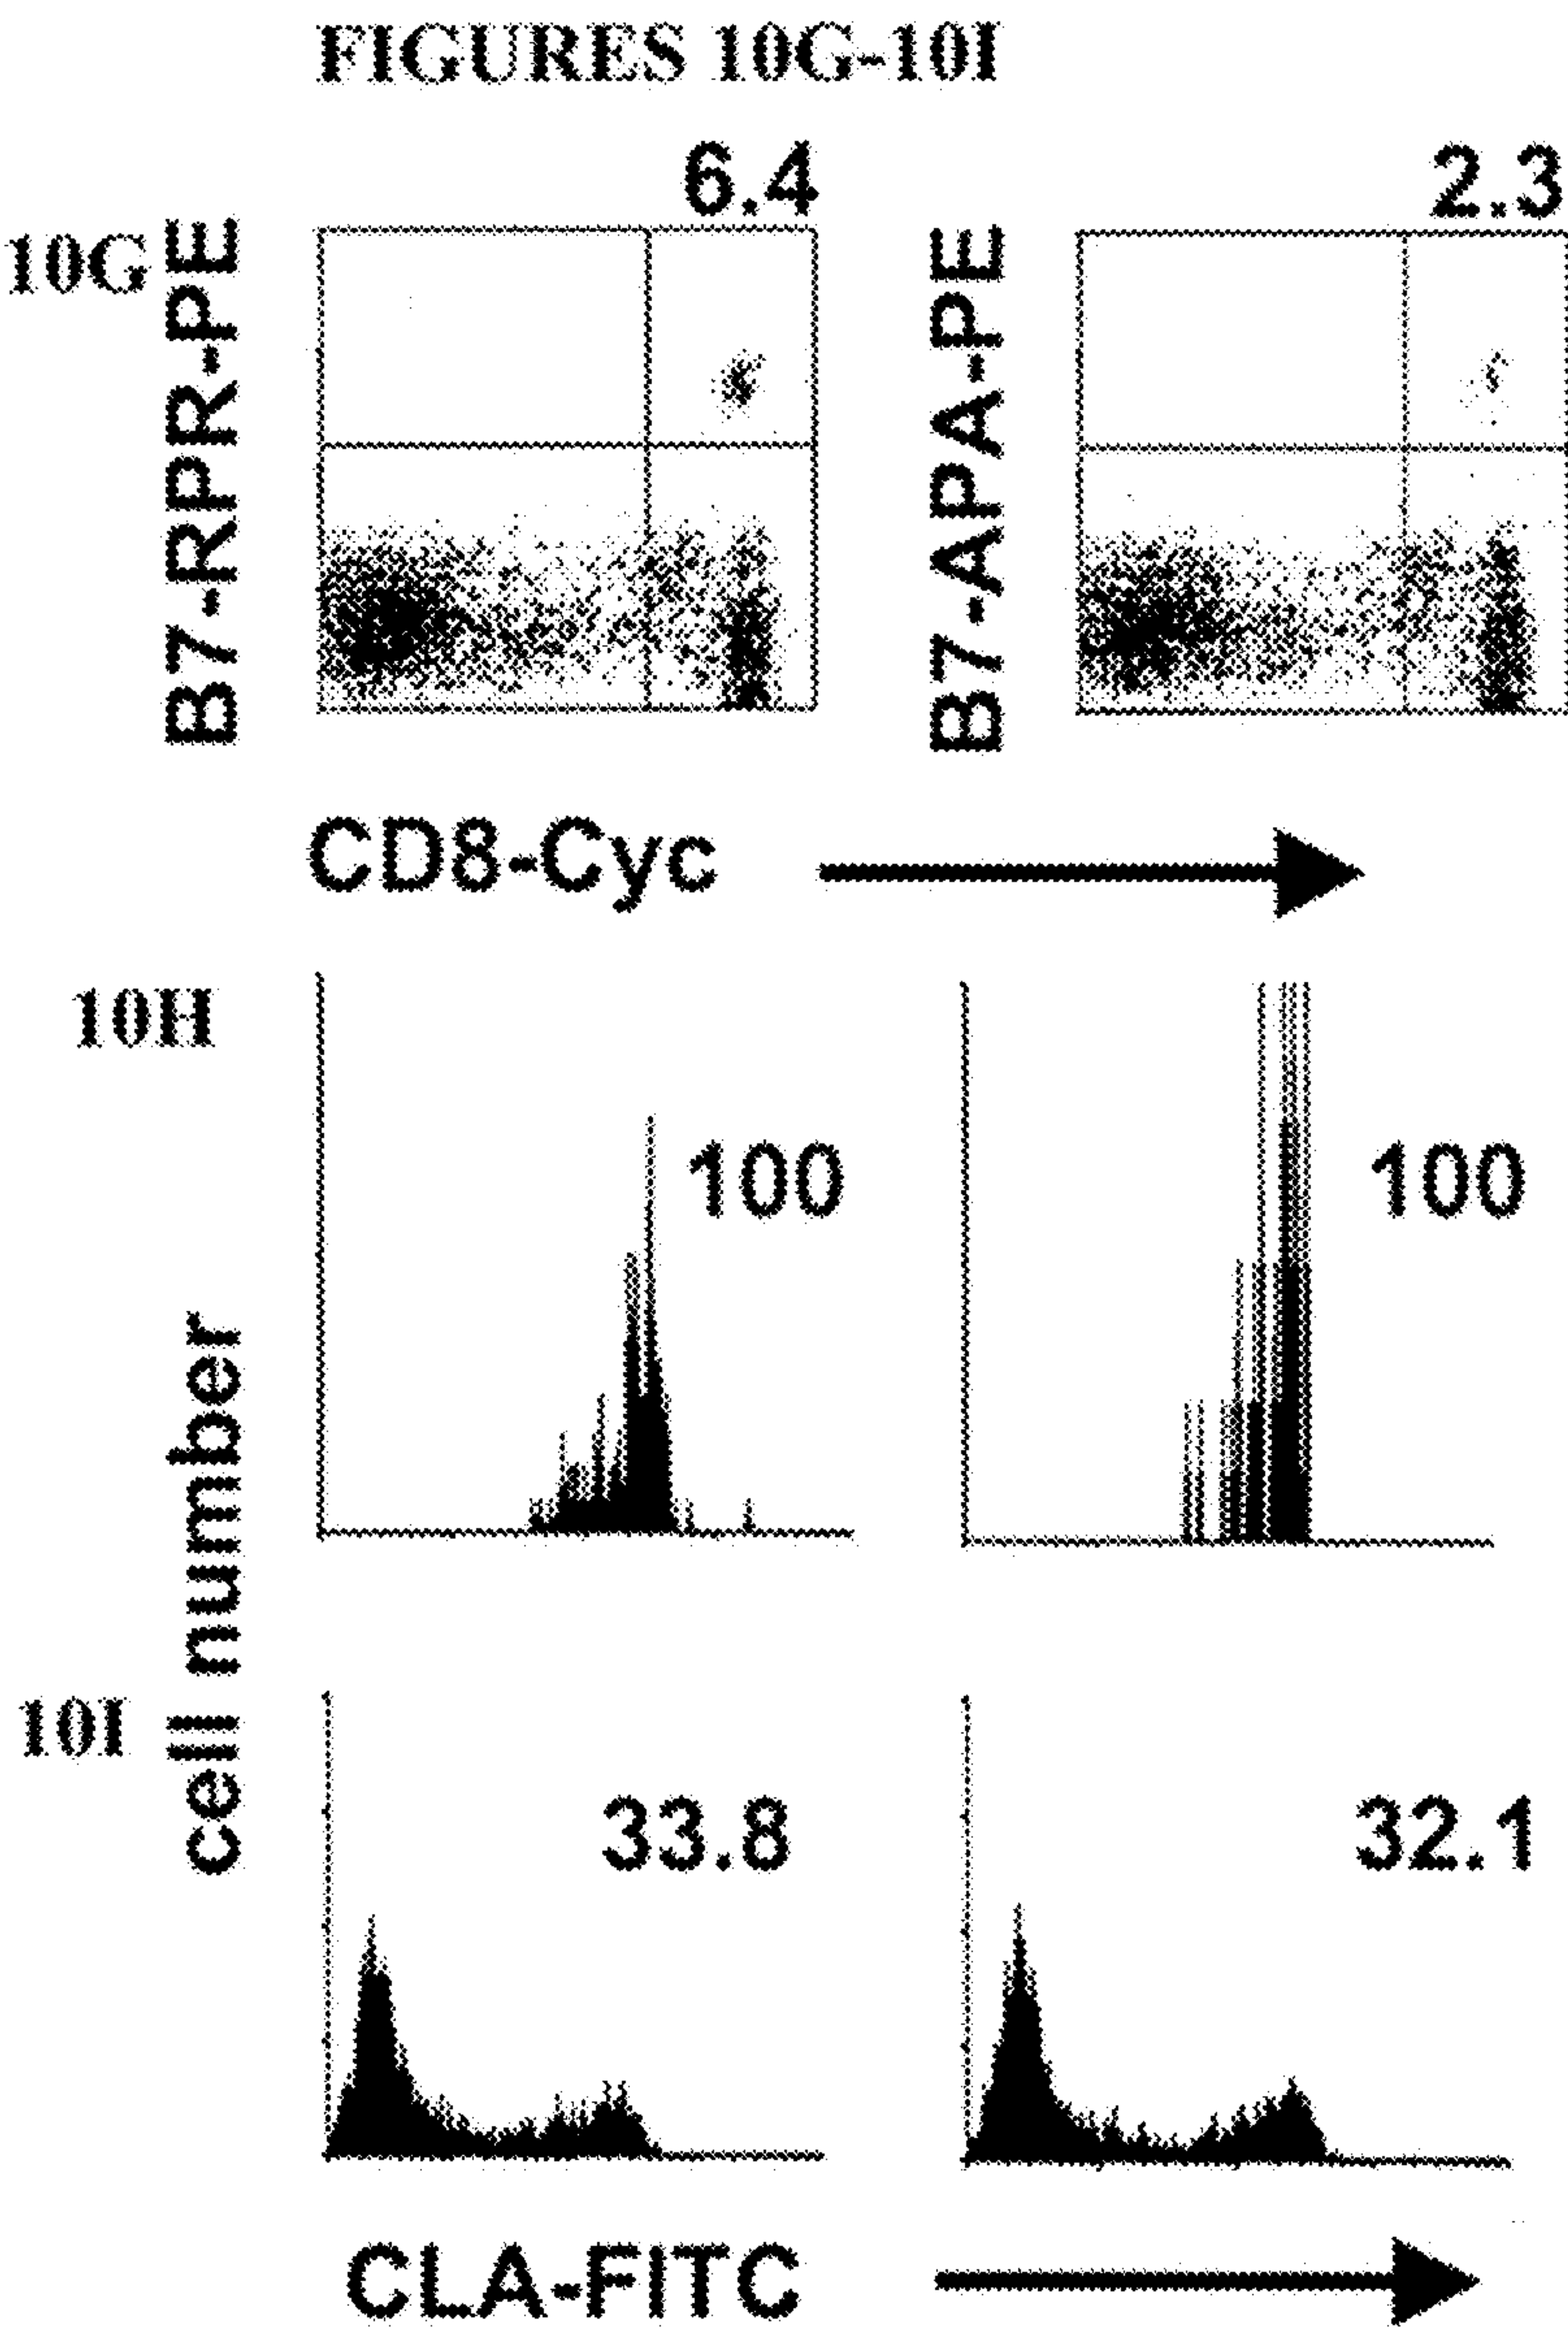 FIGURES 10G-10I
6.4
2.3
10G
B7-RPR-PE
B7-APA-PE
CD8-Cyc
10H
100
100
cell number
10I
33.8
32.1
CLA-FITC